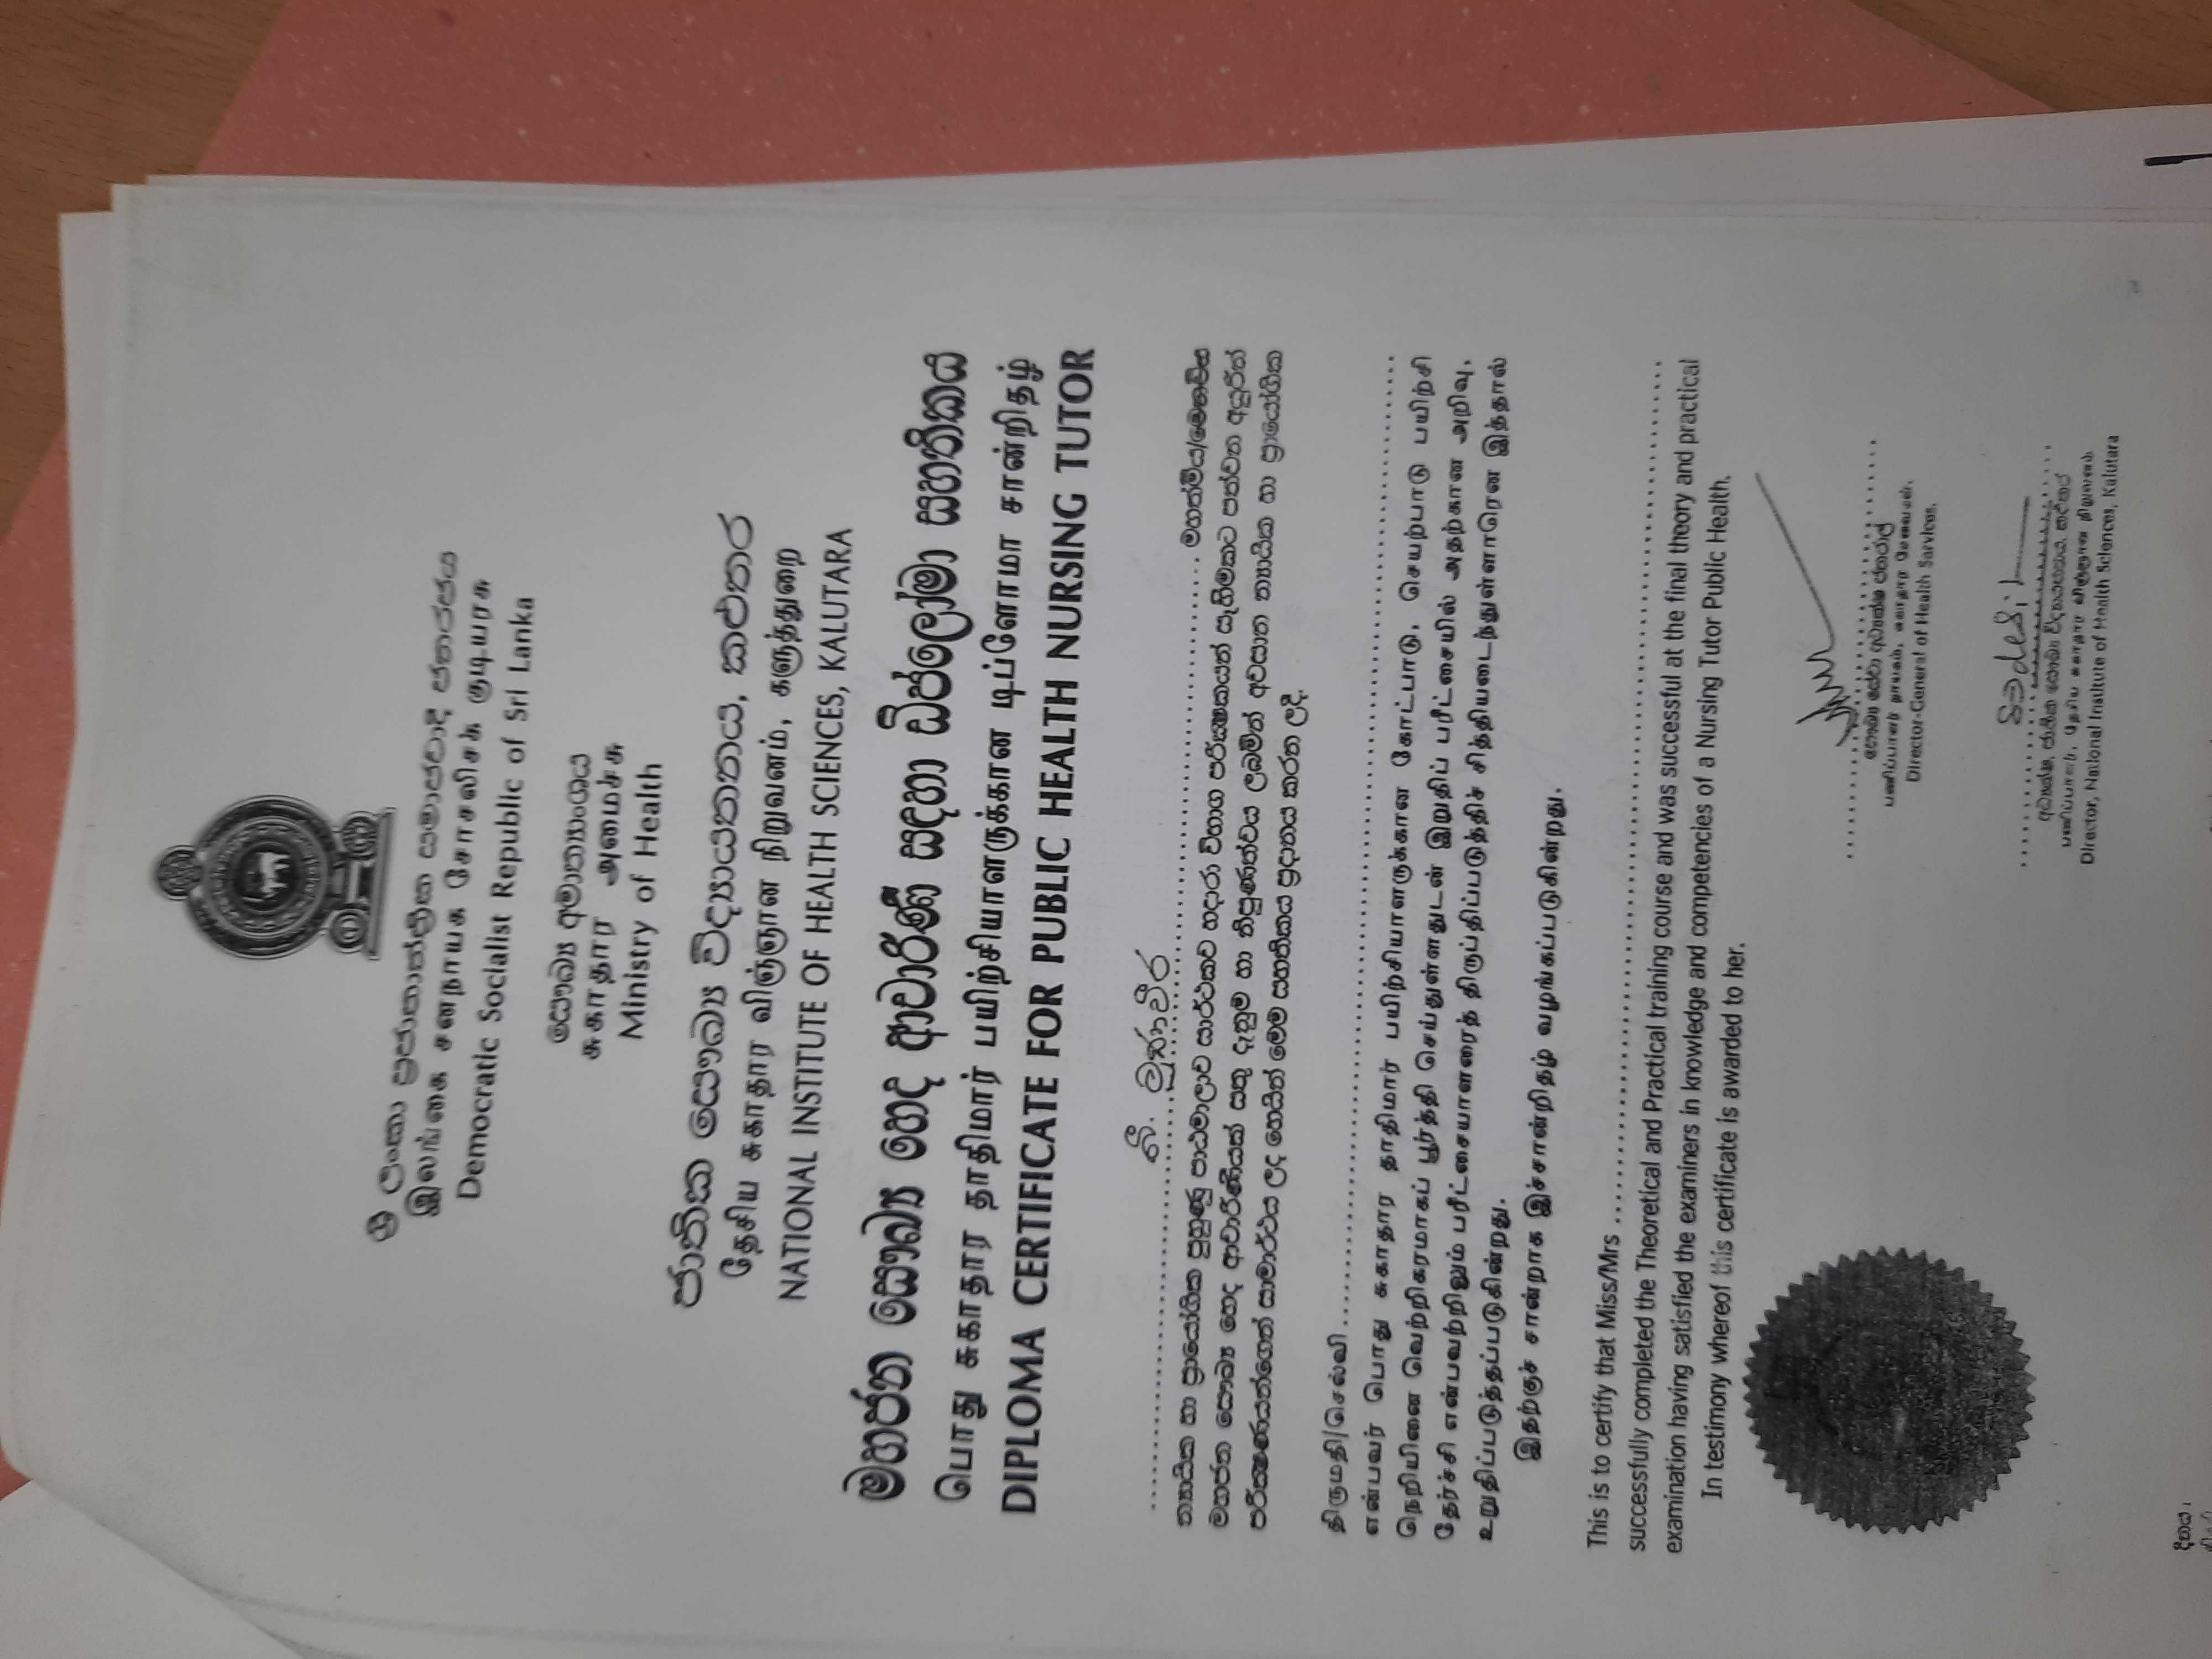 ශ්‍රී ලංකා ප්‍රජාතාන්ත්‍රික සමාජවාදී ජනරජය
இலங்கை சனநாயக சோசலிசக் குடியரசு
Democratic Socialist Republic of Sri Lanka
සෞඛ්‍ය අමාත්‍යාංශය
சுகாதார அமைச்சு
Ministry of Health
ජාතික සෞඛ්‍ය විද්‍යායතනය, කළුතර
தேசிய சுகாதார விஞ்ஞான நிறுவனம், களுத்துறை
NATIONAL INSTITUTE OF HEALTH SCIENCES, KALUTARA
මහජන සෞඛ්‍ය හෙද ආචාරිණී සඳහා ඩිප්ලෝමා සහතිකය
பொது சுகாதார தாதிமார் பயிற்சியாளருக்கான டிப்ளோமா சான்றிதழ்
DIPLOMA CERTIFICATE FOR PUBLIC HEALTH NURSING TUTOR
මහත්මිය/මෙනවිය
න්‍යායික හා ප්‍රායෝගික පුහුණු පාඨමාලාව සාර්ථකව හදාරා විභාග පරීක්ෂකයන් සෑහීමකට පත්වන අයුරින්
මහජන සෞඛ්‍ය හෙද ආචාරිණියක් සතු දැනුම හා නිපුණත්වය ලබමින් අවසාන න්‍යායික හා ප්‍රායෝගික
පරීක්ෂණයන්ගෙන් සාමාර්ථය ලද හෙයින් මෙම සහතිකය ප්‍රදානය කරන ලදී.
திருமதி/செல்வி
என்பவர் பொது சுகாதார தாதிமார் பயிற்சியாளருக்கான கோட்பாடு, செயற்பாடு பயிற்சி
நெறியினை வெற்றிகரமாகப் பூர்த்தி செய்துள்ளதுடன் இறுதிப் பரீட்சையில் அதற்கான அறிவு,
தேர்ச்சி என்பவற்றிலும் பரீட்சையாளரைத் திருப்திப்படுத்திச் சித்தியடைந்துள்ளாரென இத்தால்
உறுதிப்படுத்தப்படுகின்றது.
இதற்குச் சான்றாக இச்சான்றிதழ் வழங்கப்படுகின்றது.
This is to certify that Miss/Mrs
successfully completed the Theoretical and Practical training course and was successful at the final theory and practical
examination having satisfied the examiners in knowledge and competencies of a Nursing Tutor Public Health.
In testimony whereof this certificate is awarded to her.
සෞඛ්‍ය සේවා අධ්‍යක්ෂ ජනරාල්
பணிப்பாளர் நாயகம், சுகாதார சேவைகள்,
Director-General of Health Services.
අධ්‍යක්ෂ, ජාතික සෞඛ්‍ය විද්‍යායතනය, කළුතර
பணிப்பாளர், தேசிய சுகாதார விஞ்ஞான நிறுவனம்
Director, National Institute of Health Sciences, Kalutara
දිනය